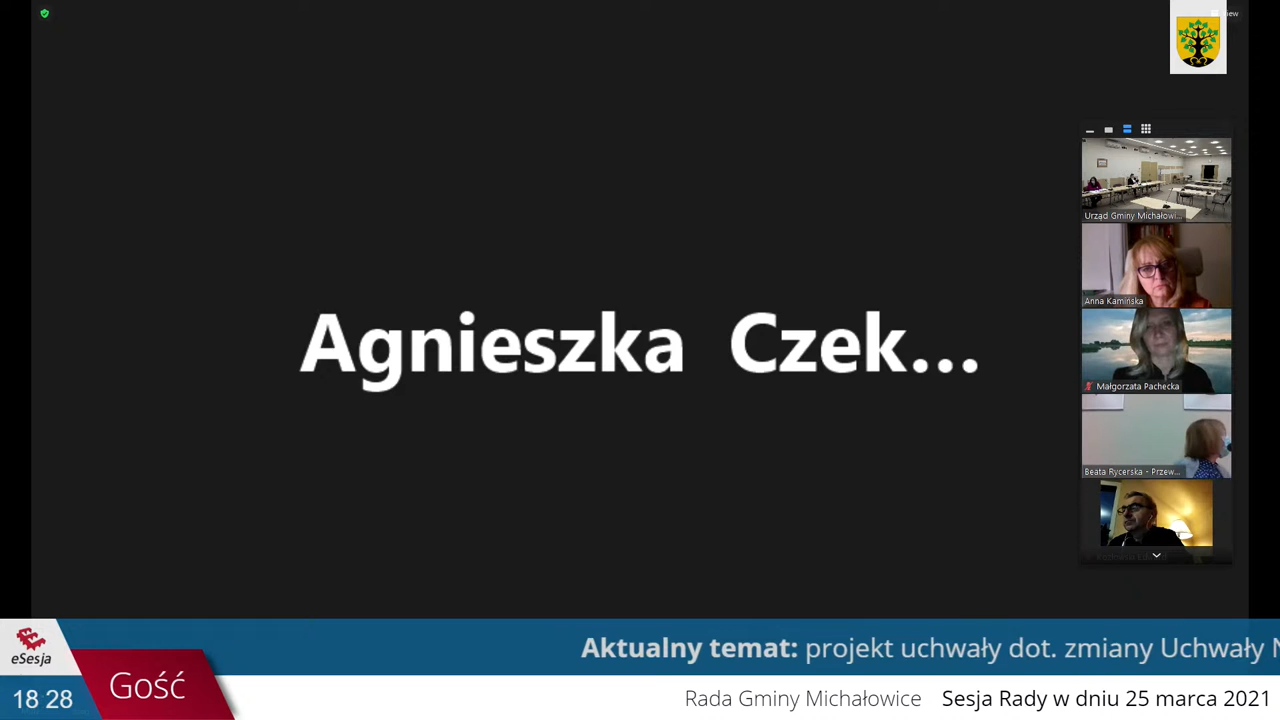 View
Urząd Gminy Michałowi...
Anna Kamińska
Agnieszka Czek...
Małgorzata Pachecka
Beata Rycerska - Przew...
Aktualny temat: projekt uchwały dot. zmiany Uchwały N
eSesja
Gość
18 28
Rada Gminy Michałowice Sesja Rady w dniu 25 marca 2021